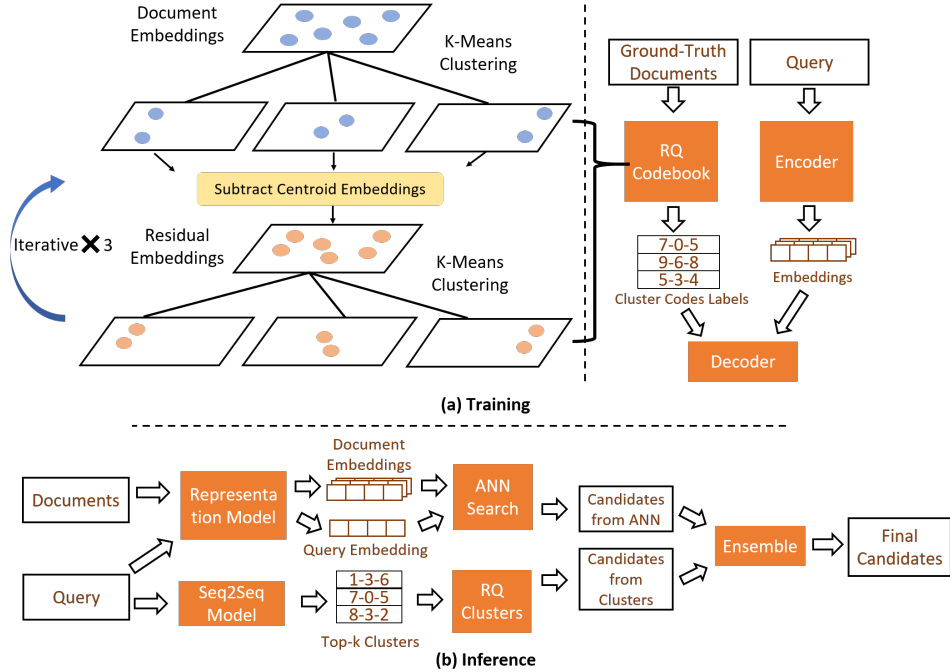 Document
Embeddings
K-Means
Clustering
Subtract Centroid Embeddings
Iterative ✕ 3
Residual
Embeddings
K-Means
Clustering
Ground-Truth
Documents
Query
RQ
Codebook
Encoder
7-0-5
9-6-8
5-3-4
Cluster Codes Labels
Embeddings
Decoder
(a) Training
Documents
Query
Representa
tion Model
Seq2Seq
Model
Document
Embeddings
Query Embedding
1-3-6
7-0-5
8-3-2
Top-k Clusters
ANN
Search
RQ
Clusters
Candidates
from ANN
Candidates
from
Clusters
Ensemble
Final
Candidates
(b) Inference